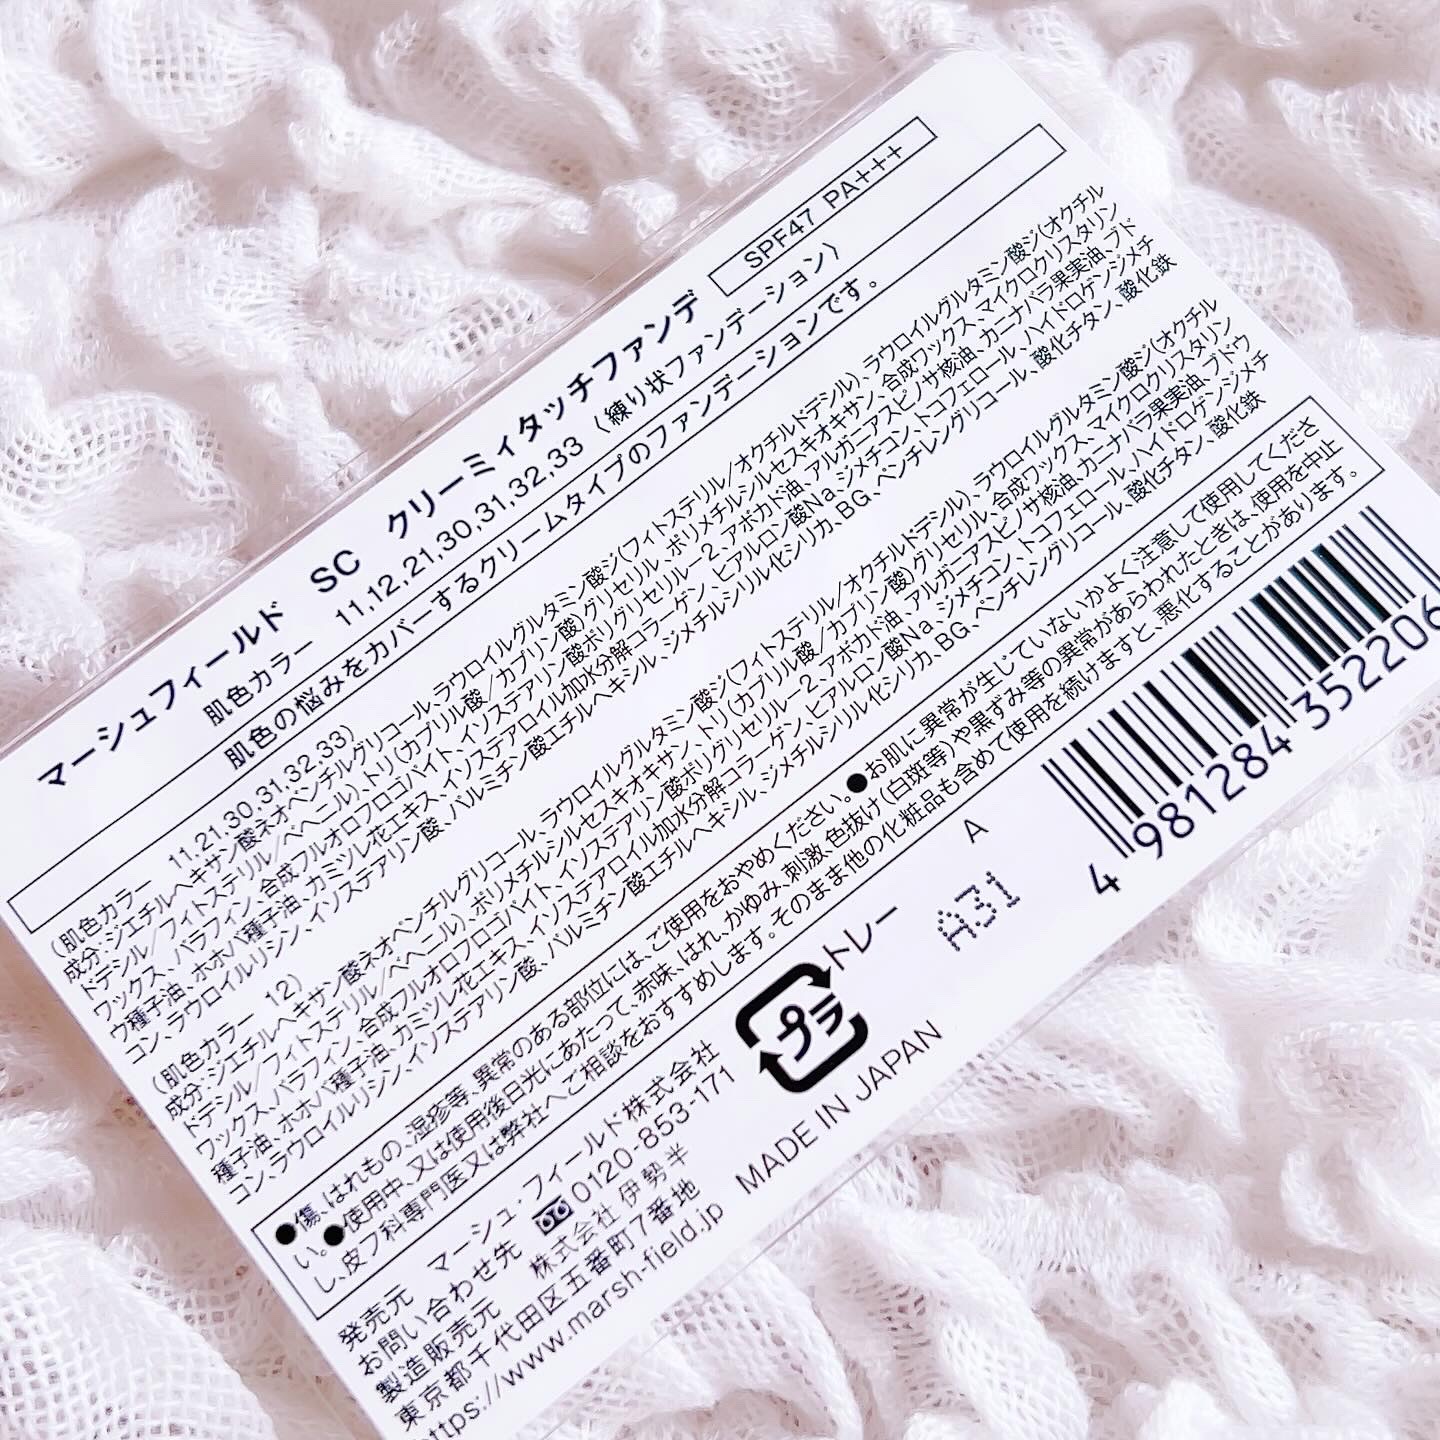 マーシュフィールド SC クリーミィタッチファンデ
SPF47 PA+++
肌色カラー 11,12,21,30,31,32,33 〈練り状ファンデーション〉
肌色の悩みをカバーするクリームタイプのファンデーションです。
(肌色カラー 11,21,30,31,32,33)
成分:ジエチルヘキサン酸ネオペンチルグリコール、ラウロイルグルタミン酸ジ(フィトステリル/オクチルドデシル)、ラウロイルグルタミン酸ジ(オクチル
ドデシル/フィトステリル/ベヘニル)、トリ(カプリル酸/カプリン酸)グリセリル、ポリメチルシルセスキオキサン、合成ワックス、マイクロクリスタリン
ワックス、パラフィン、合成フルオロフロゴパイト、イソステアリン酸ポリグリセリル-2、アボカド油、アルガニアスピノサ核油、カニナバラ果実油、ブド
ウ種子油、ホホバ種子油、カミツレ花エキス、イソステアロイル加水分解コラーゲン、ヒアルロン酸Na、ジメチコン、トコフェロール、ハイドロゲンジメチ
コン、ラウロイルリシン、イソステアリン酸、パルミチン酸エチルヘキシル、ジメチルシリル化シリカ、BG、ペンチレングリコール、酸化チタン、酸化鉄
(肌色カラー 12)
成分:ジエチルヘキサン酸ネオペンチルグリコール、ラウロイルグルタミン酸ジ(フィトステリル/オクチルドデシル)、ラウロイルグルタミン酸ジ(オクチル
ドデシル/フィトステリル/ベヘニル)、ポリメチルシルセスキオキサン、トリ(カプリル酸/カプリン酸)グリセリル、合成ワックス、マイクロクリスタリン
ワックス、パラフィン、合成フルオロフロゴパイト、イソステアリン酸ポリグリセリル-2、アボカド油、アルガニアスピノサ核油、カニナバラ果実油、ブドウ
種子油、ホホバ種子油、カミツレ花エキス、イソステアロイル加水分解コラーゲン、ヒアルロン酸Na、ジメチコン、トコフェロール、ハイドロゲンジメチ
コン、ラウロイルリシン、イソステアリン酸、パルミチン酸エチルヘキシル、ジメチルシリル化シリカ、BG、ペンチレングリコール、酸化チタン、酸化鉄
●傷、はれもの、湿疹等、異常のある部位には、ご使用をおやめください。●お肌に異常が生じていないかよく注意して使用してくださ
い。●使用中、又は使用後日光にあたって、赤味、はれ、かゆみ、刺激、色抜け(白斑等)や黒ずみ等の異常があらわれたときは、使用を中止
し、皮フ科専門医又は弊社へご相談をおすすめします。そのまま他の化粧品も含めて使用を続けますと、悪化することがあります。
発売元 マーシュ・フィールド株式会社
お問い合わせ先 0120-853-171
製造販売元 株式会社 伊勢半
東京都千代田区五番町7番地
https://www.marsh-field.jp
プラ
トレー
A
A31
MADE IN JAPAN
4 981284 352206